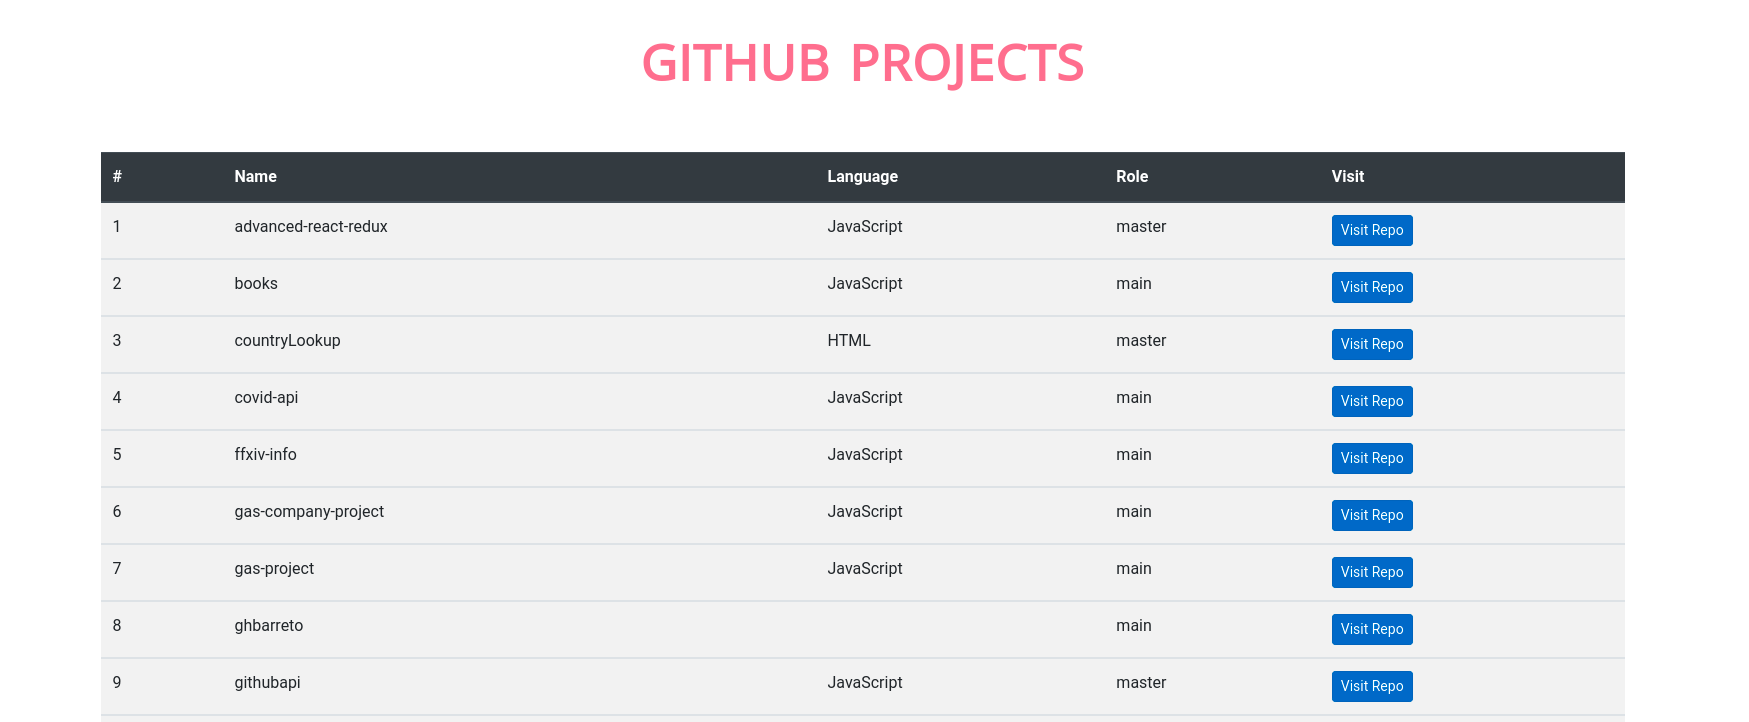 GITHUB PROJECTS
# Name Language Role Visit
1 advanced-react-redux JavaScript master Visit Repo
2 books JavaScript main Visit Repo
3 countryLookup HTML master Visit Repo
4 covid-api JavaScript main Visit Repo
5 ffxiv-info JavaScript main Visit Repo
6 gas-company-project JavaScript main Visit Repo
7 gas-project JavaScript main Visit Repo
8 ghbarreto main Visit Repo
9 githubapi JavaScript master Visit Repo